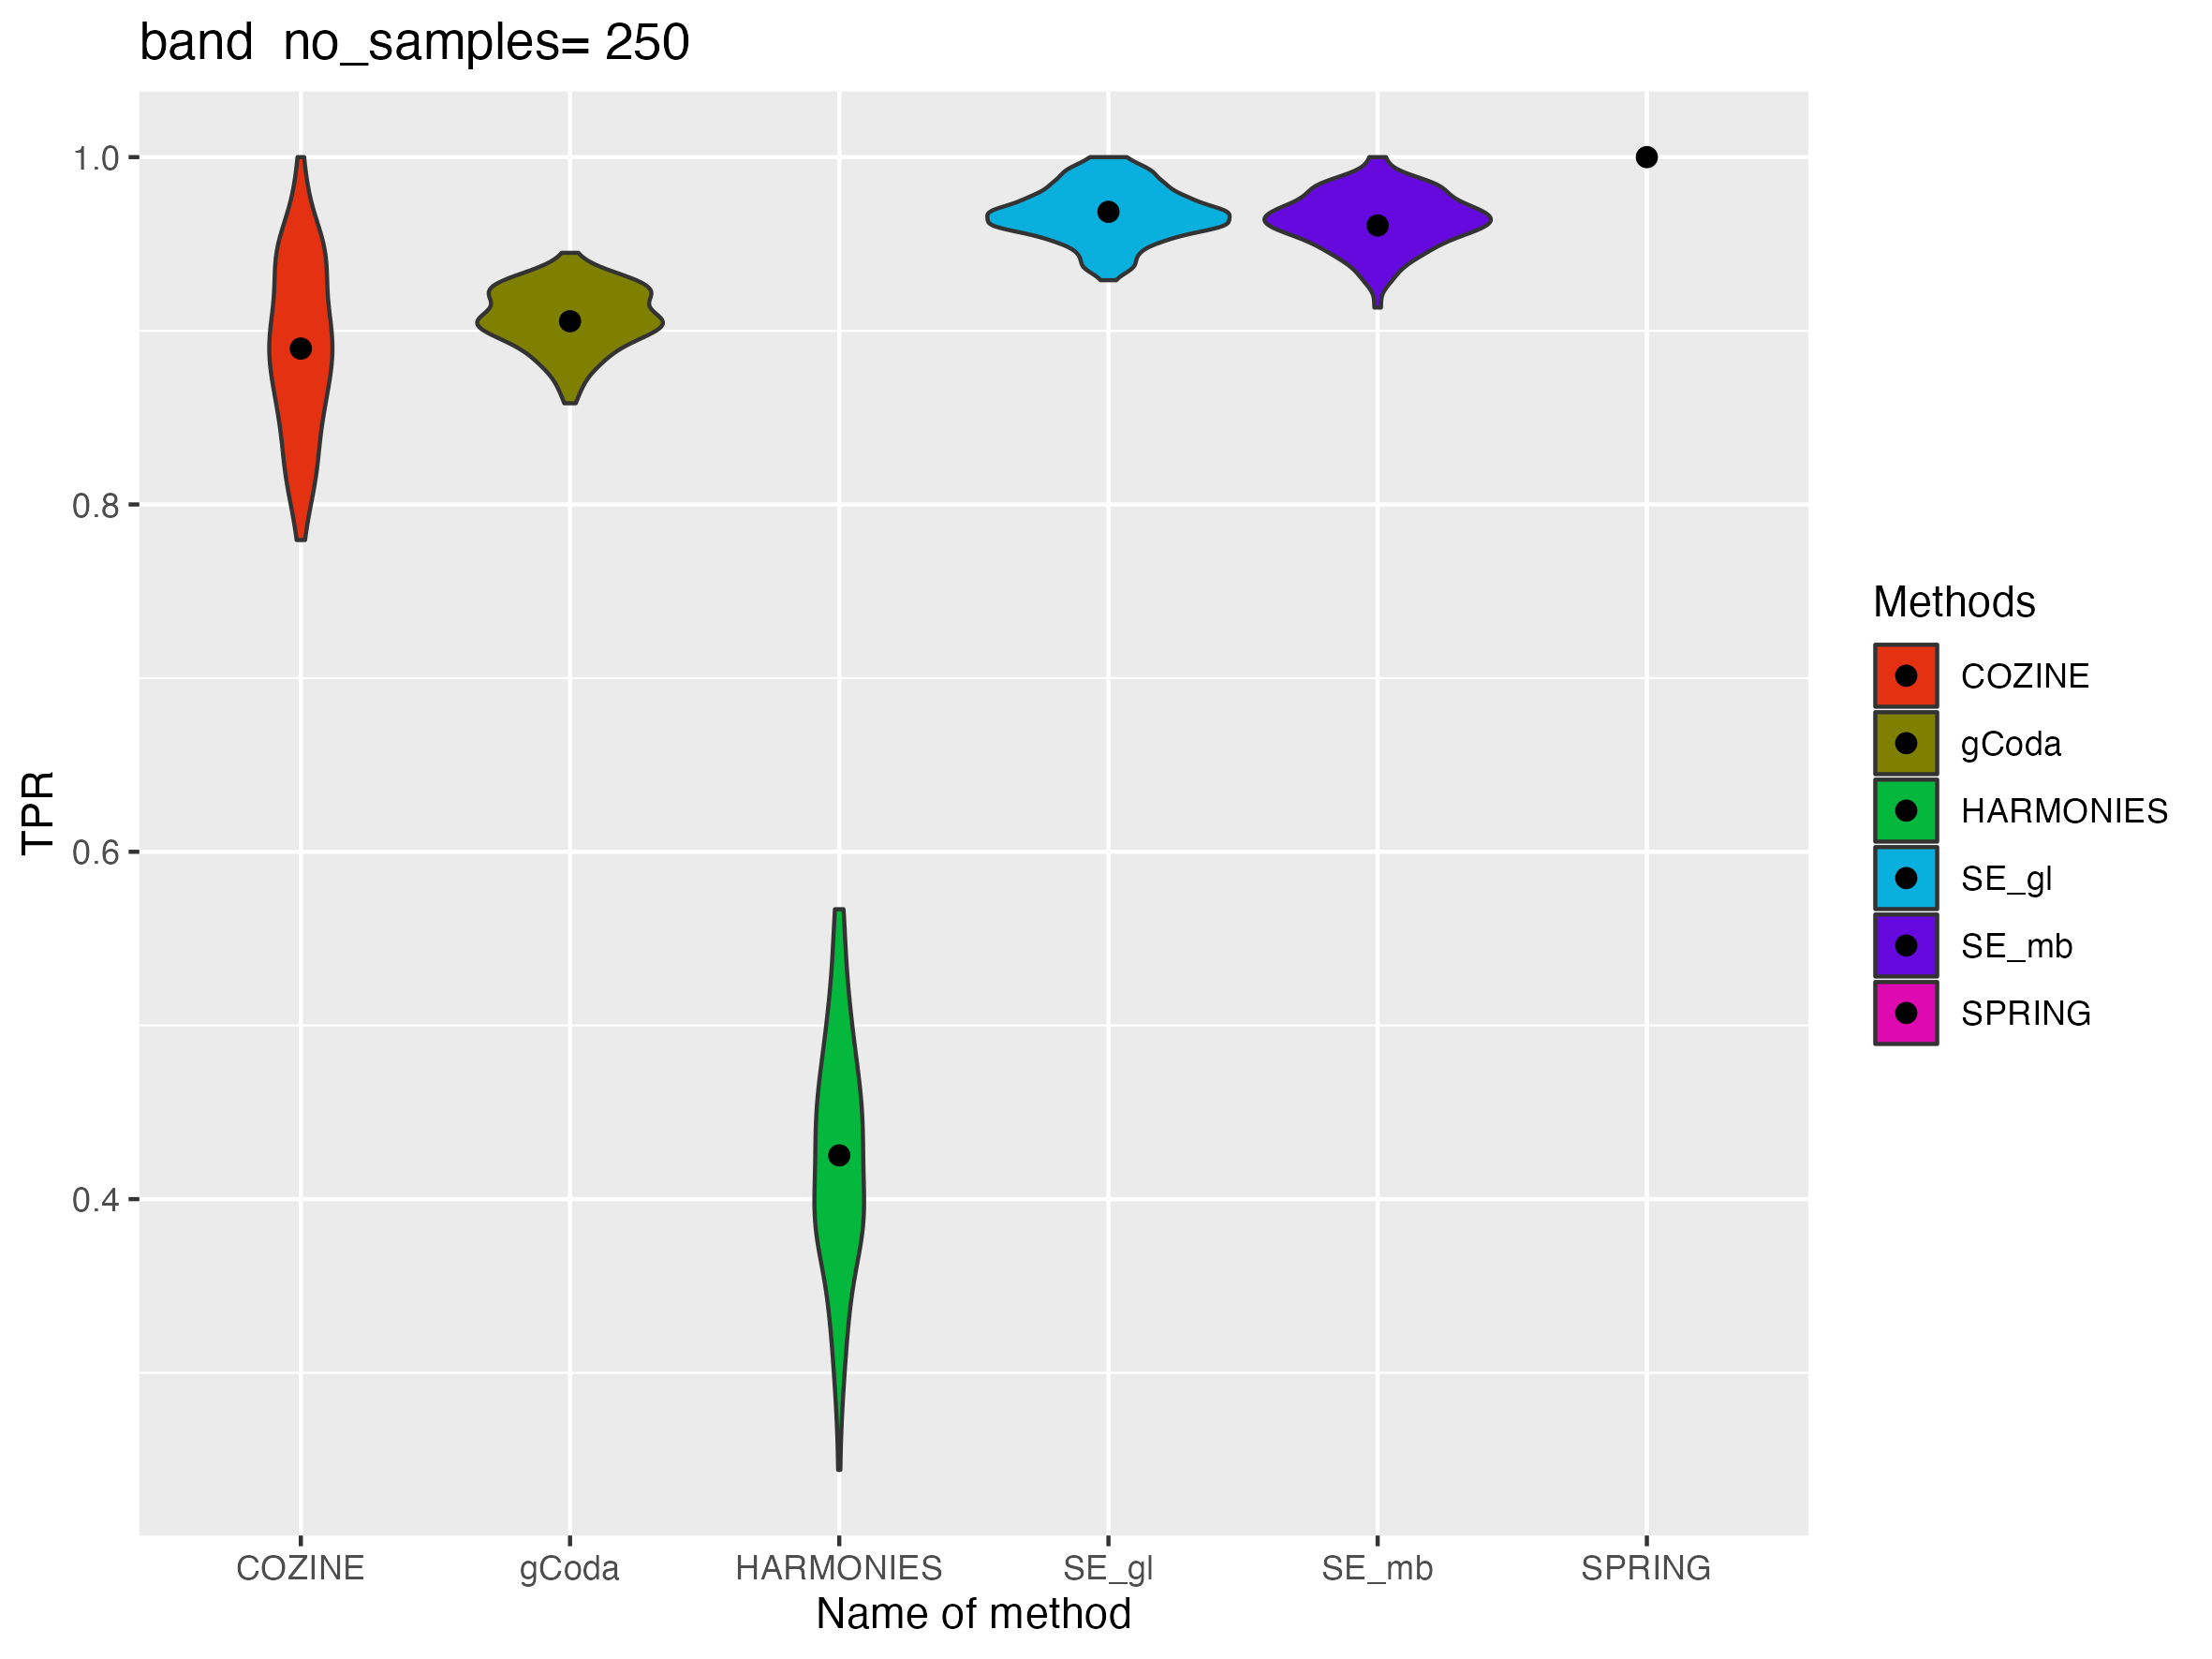 band  no_samples= 250
1.0
0.8
0.6
0.4
TPR
COZINE
gCoda
HARMONIES
SE_gl
SE_mb
SPRING
Name of method
Methods
COZINE
gCoda
HARMONIES
SE_gl
SE_mb
SPRING